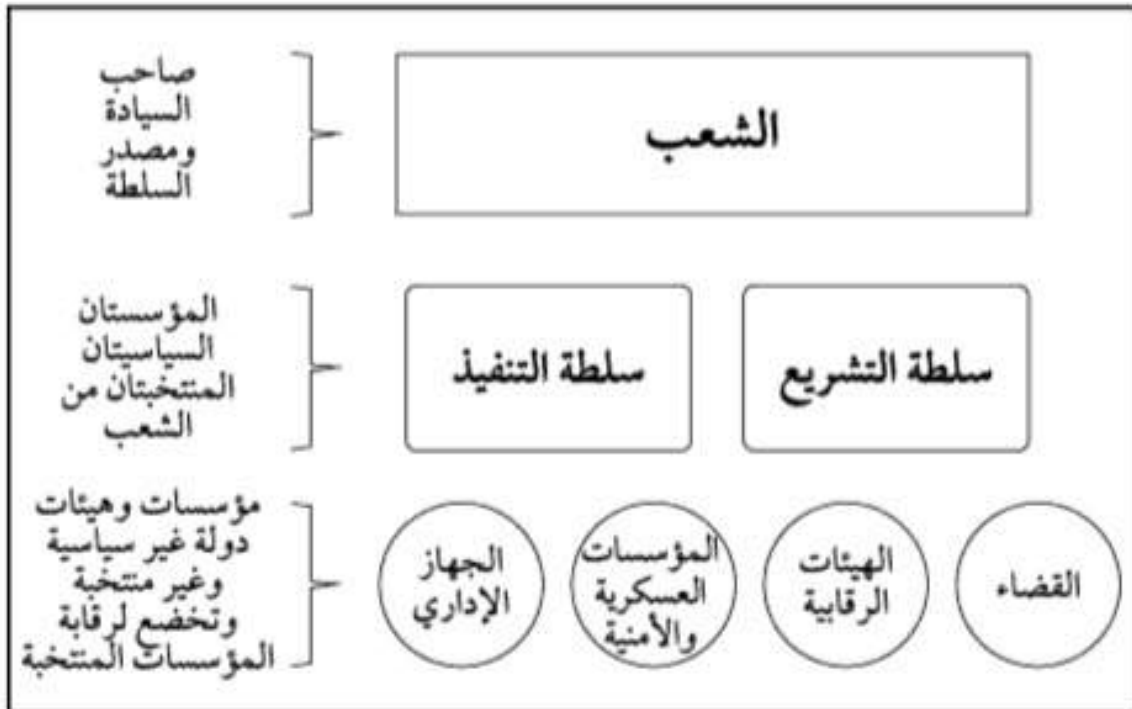 الشعب
صاحب
السيادة
ومصدر
السلطة
سلطة التشريع
سلطة التنفيذ
المؤسستان
السياسيتان
المنتخبتان من
الشعب
القضاء
الهيئات
الرقابية
المؤسسات
العسكرية
والأمنية
الجهاز
الإداري
مؤسسات وهيئات
دولة غير سياسية
وغير منتخبة
وتخضع لرقابة
المؤسسات المنتخبة